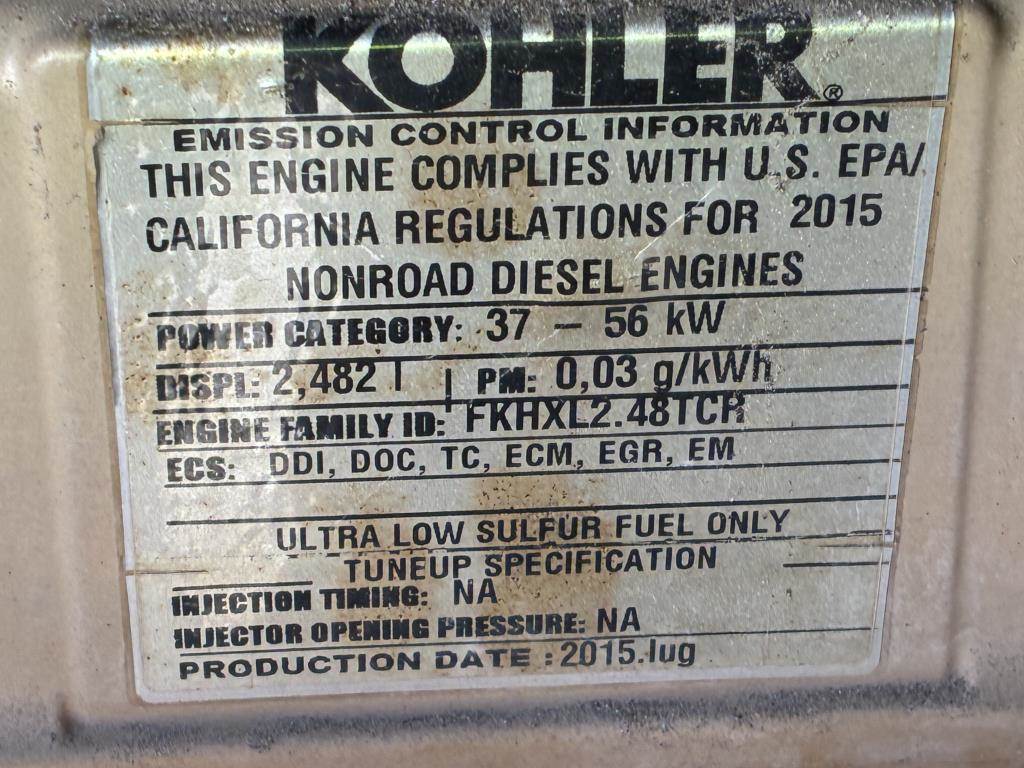 KOHLER®
EMISSION CONTROL INFORMATION
THIS ENGINE COMPLIES WITH U.S. EPA/
CALIFORNIA REGULATIONS FOR 2015
NONROAD DIESEL ENGINES
POWER CATEGORY: 37 – 56 kW
DISPL: 2,482 l | PM: 0,03 g/kWh
ENGINE FAMILY ID: FKHXL2.48TCR
ECS: DDI, DOC, TC, ECM, EGR, EM
ULTRA LOW SULFUR FUEL ONLY
TUNEUP SPECIFICATION
INJECTION TIMING: NA
INJECTOR OPENING PRESSURE: NA
PRODUCTION DATE : 2015.lug